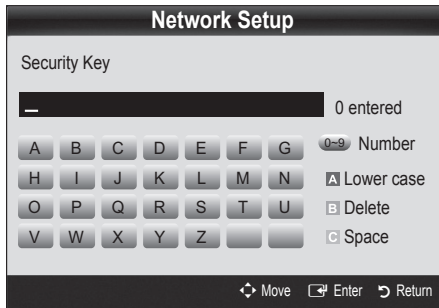 Network Setup
Security Key
_
0 entered
A B C D E F G
0~9 Number
H I J K L M N
A Lower case
O P Q R S T U
B Delete
V W X Y Z
C Space
Move Enter Return